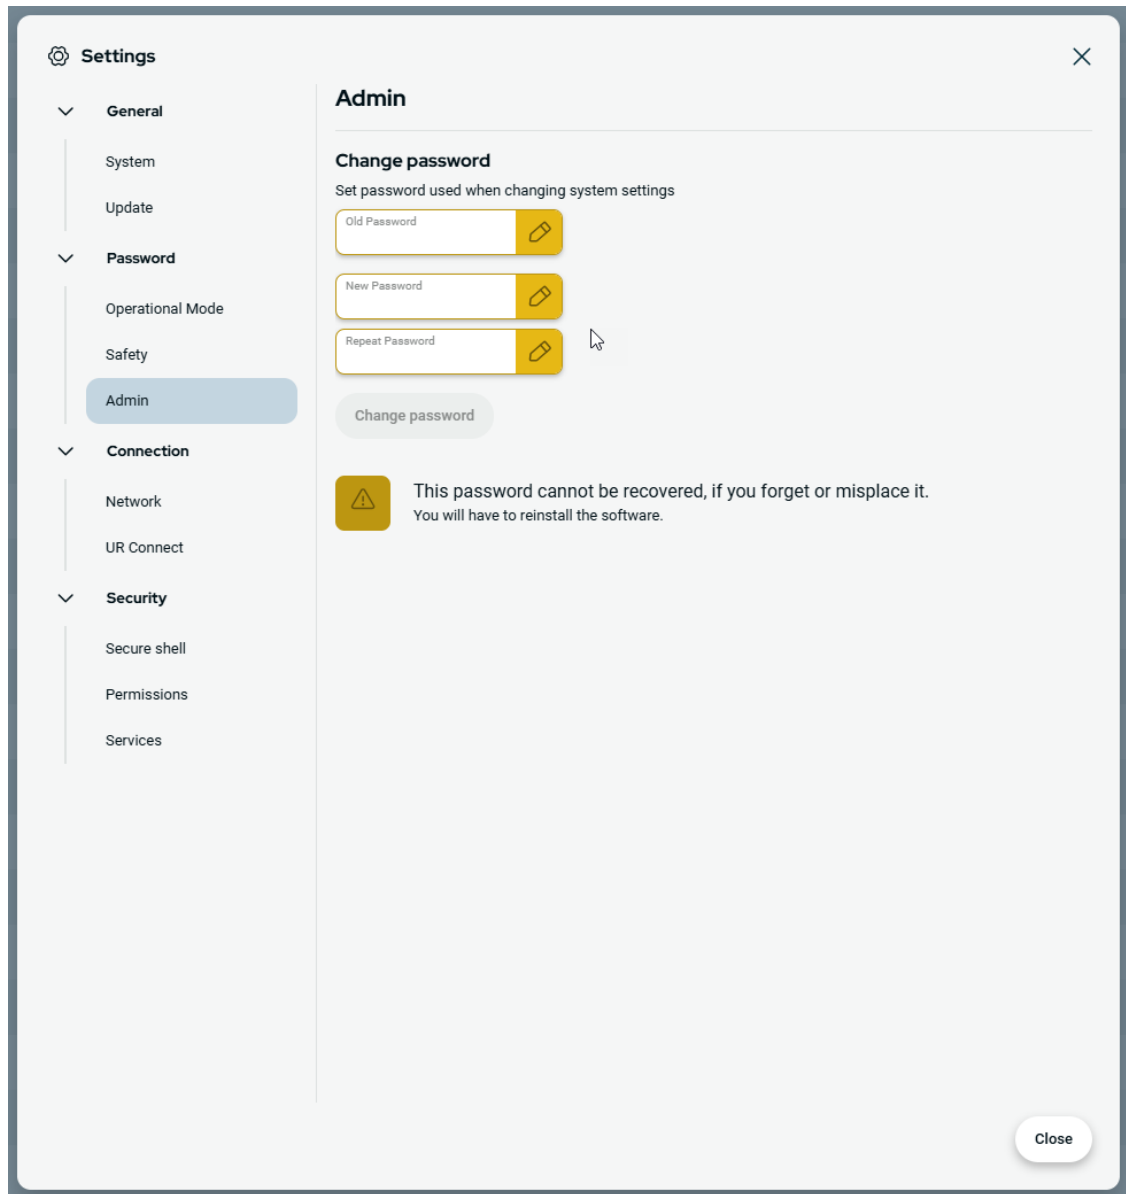 Settings
General
System
Update
Password
Operational Mode
Safety
Admin
Connection
Network
UR Connect
Security
Secure shell
Permissions
Services
Admin
Change password
Set password used when changing system settings
Old Password
New Password
Repeat Password
Change password
This password cannot be recovered, if you forget or misplace it.
You will have to reinstall the software.
Close